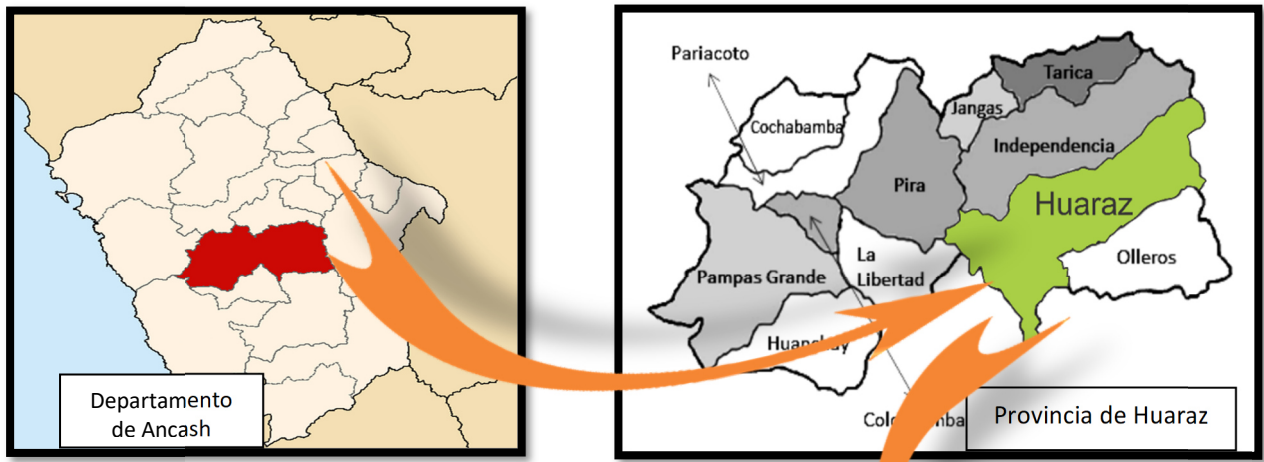 Departamento
de Ancash
Pariacoto
Tarica
Jangas
Cochabamba
Independencia
Pira
Huaraz
La
Libertad
Olleros
Pampas Grande
Provincia de Huaraz